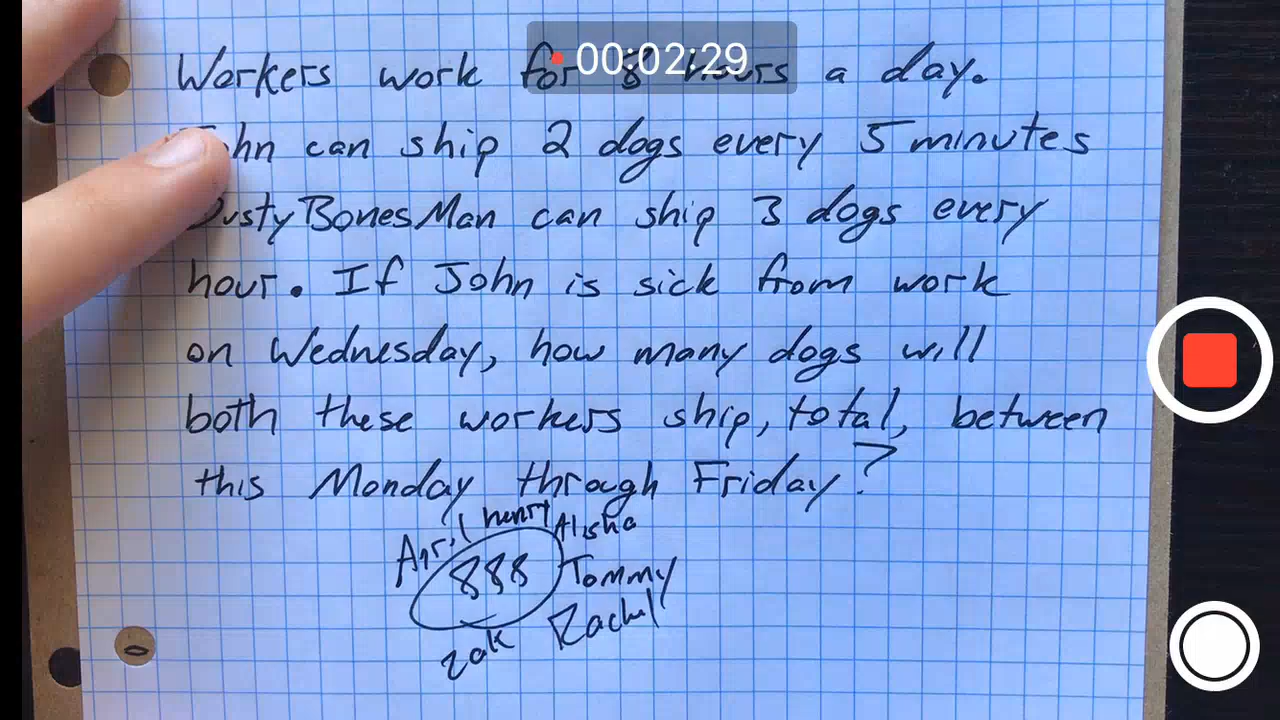 00:02:29
Workers work for 8 hours a day.
John can ship 2 dogs every 5 minutes
DustyBonesMan can ship 3 dogs every
hour. If John is sick from work
on Wednesday, how many dogs will
both these workers ship, total, between
this Monday through Friday?
April henry Alisha
888 Tommy
zak Rachel